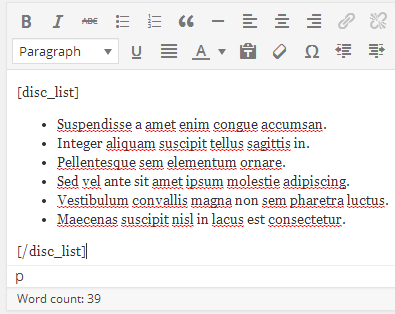 B I ABC
Paragraph U A T Ω
[disc_list]
Suspendisse a amet enim congue accumsan.
Integer aliquam suscipit tellus sagittis in.
Pellentesque sem elementum ornare.
Sed vel ante sit amet ipsum molestie adipiscing.
Vestibulum convallis magna non sem pharetra luctus.
Maecenas suscipit nisl in lacus est consectetur.
[/disc_list]
p
Word count: 39